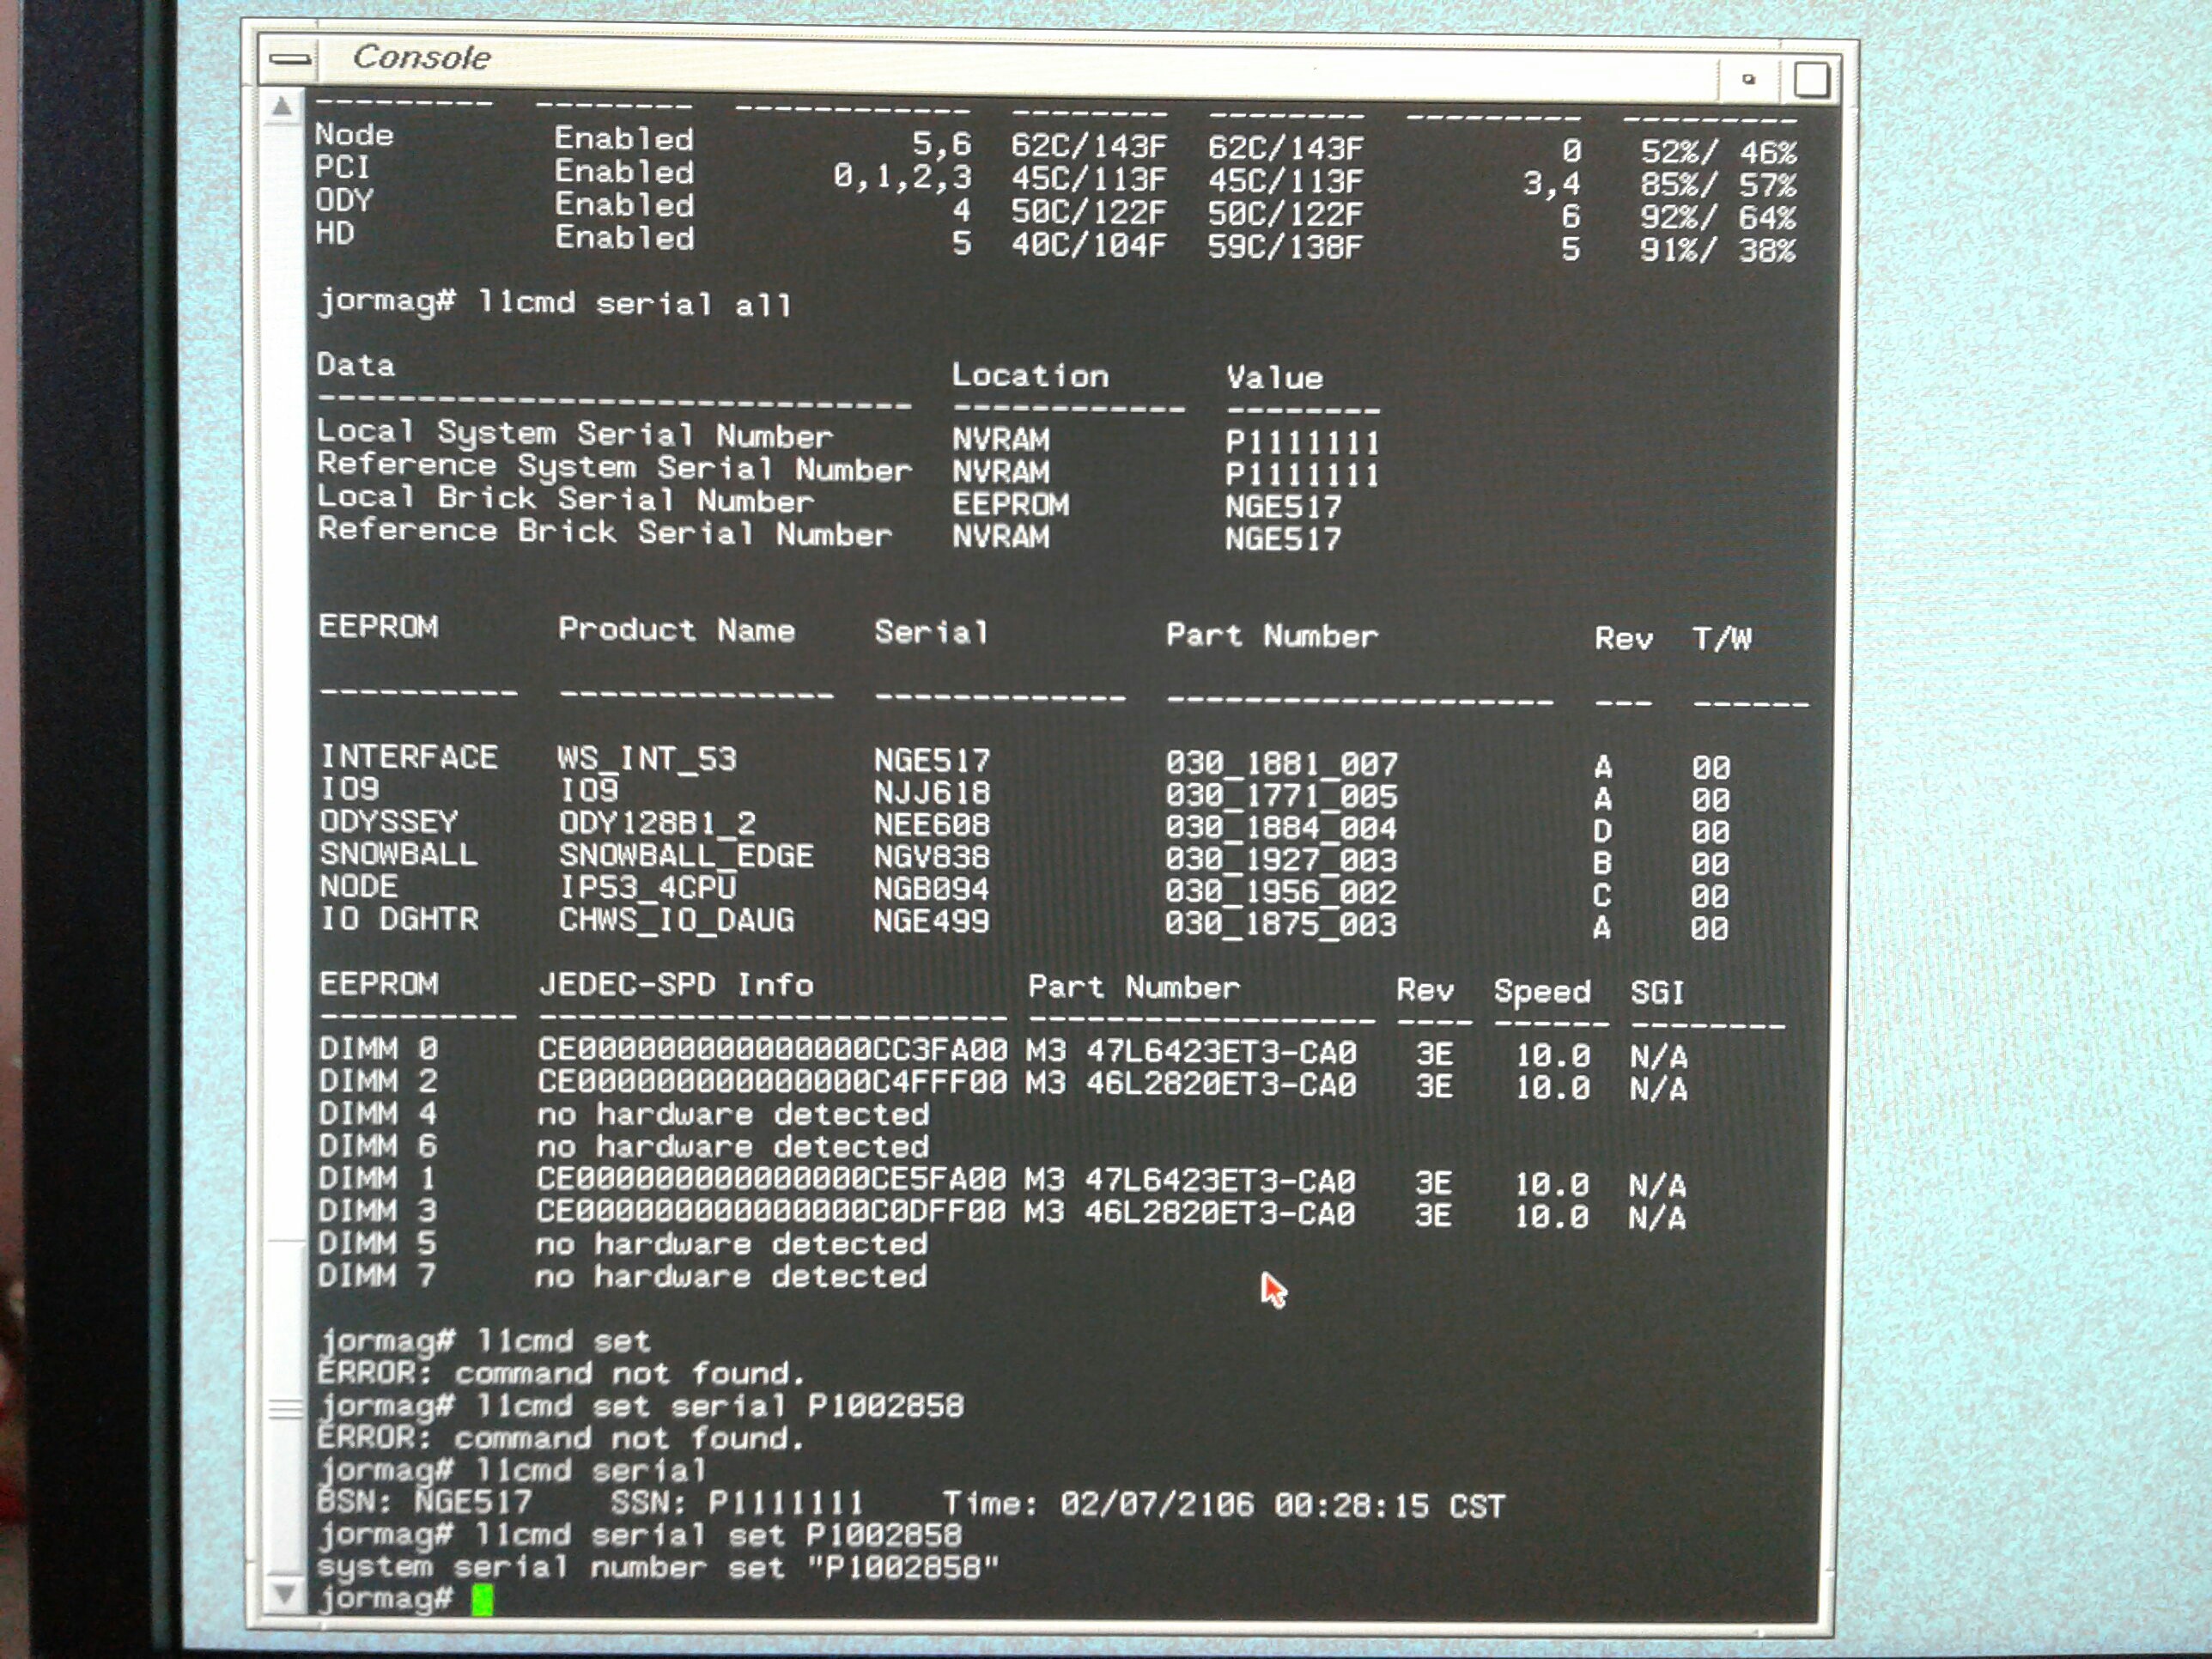 Console
--------- -------- ------------ -------- -------- --------- ---------
Node Enabled 5,6 62C/143F 62C/143F 0 52%/ 46%
PCI Enabled 0,1,2,3 45C/113F 45C/113F 3,4 85%/ 57%
ODY Enabled 4 50C/122F 50C/122F 6 92%/ 64%
HD Enabled 5 40C/104F 59C/138F 5 91%/ 38%
jormag# l1cmd serial all
Data Location Value
------------------------------ ------------ --------
Local System Serial Number NVRAM P1111111
Reference System Serial Number NVRAM P1111111
Local Brick Serial Number EEPROM NGE517
Reference Brick Serial Number NVRAM NGE517
EEPROM Product Name Serial Part Number Rev T/W
---------- -------------- ------------- -------------------- --- ------
INTERFACE WS_INT_53 NGE517 030_1881_007 A 00
IO9 IO9 NJJ618 030_1771_005 A 00
ODYSSEY ODY128B1_2 NEE608 030_1884_004 D 00
SNOWBALL SNOWBALL_EDGE NGV838 030_1927_003 B 00
NODE IP53_4CPU NGB094 030_1956_002 C 00
IO DGHTR CHWS_IO_DAUG NGE499 030_1875_003 A 00
EEPROM JEDEC-SPD Info Part Number Rev Speed SGI
---------- ------------------------ ------------------ ---- ------ --------
DIMM 0 CE0000000000000000CC3FA00 M3 47L6423ET3-CA0 3E 10.0 N/A
DIMM 2 CE0000000000000000C4FFF00 M3 46L2820ET3-CA0 3E 10.0 N/A
DIMM 4 no hardware detected
DIMM 6 no hardware detected
DIMM 1 CE0000000000000000CE5FA00 M3 47L6423ET3-CA0 3E 10.0 N/A
DIMM 3 CE0000000000000000C0DFF00 M3 46L2820ET3-CA0 3E 10.0 N/A
DIMM 5 no hardware detected
DIMM 7 no hardware detected
jormag# l1cmd set
ERROR: command not found.
jormag# l1cmd set serial P1002858
ERROR: command not found.
jormag# l1cmd serial
BSN: NGE517 SSN: P1111111 Time: 02/07/2106 00:28:15 CST
jormag# l1cmd serial set P1002858
system serial number set "P1002858"
jormag#